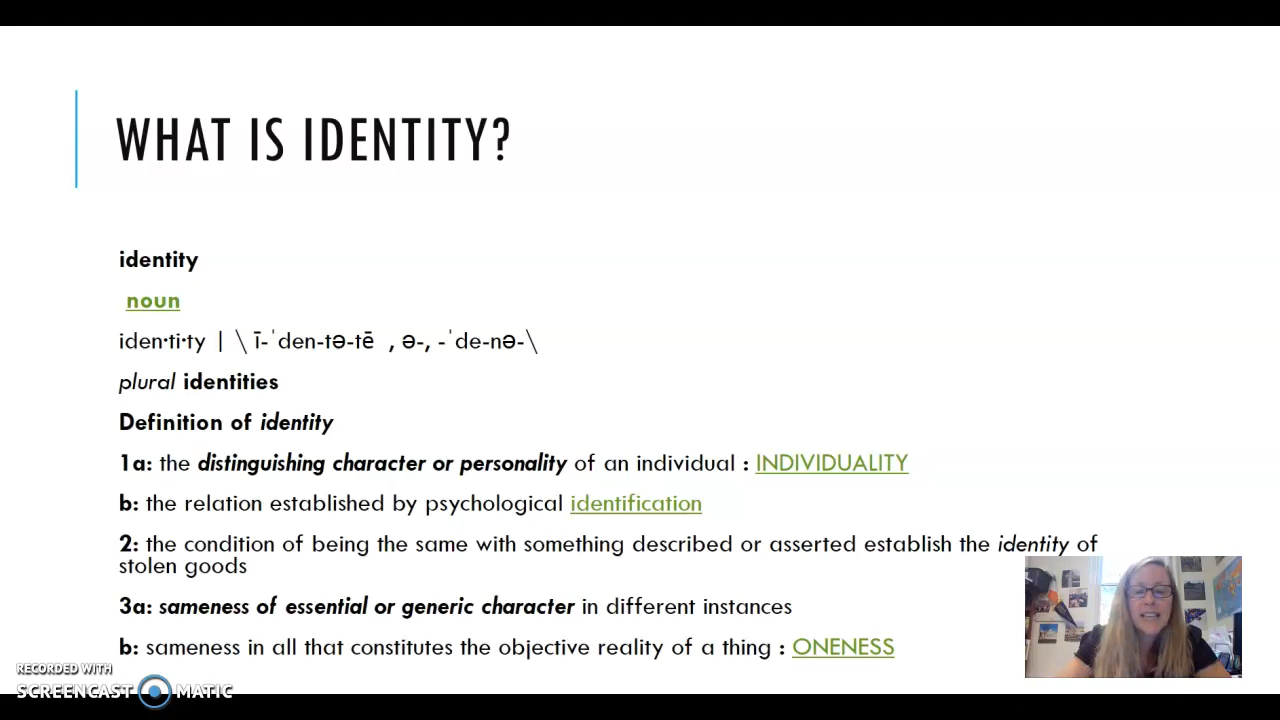 WHAT IS IDENTITY?
identity
noun
iden·ti·ty | \ ī-ˈden-tə-tē , ə-, -ˈde-nə-\
plural identities
Definition of identity
1a: the distinguishing character or personality of an individual : INDIVIDUALITY
b: the relation established by psychological identification
2: the condition of being the same with something described or asserted establish the identity of
stolen goods
3a: sameness of essential or generic character in different instances
b: sameness in all that constitutes the objective reality of a thing : ONENESS
RECORDED WITH
SCREENCAST MATIC